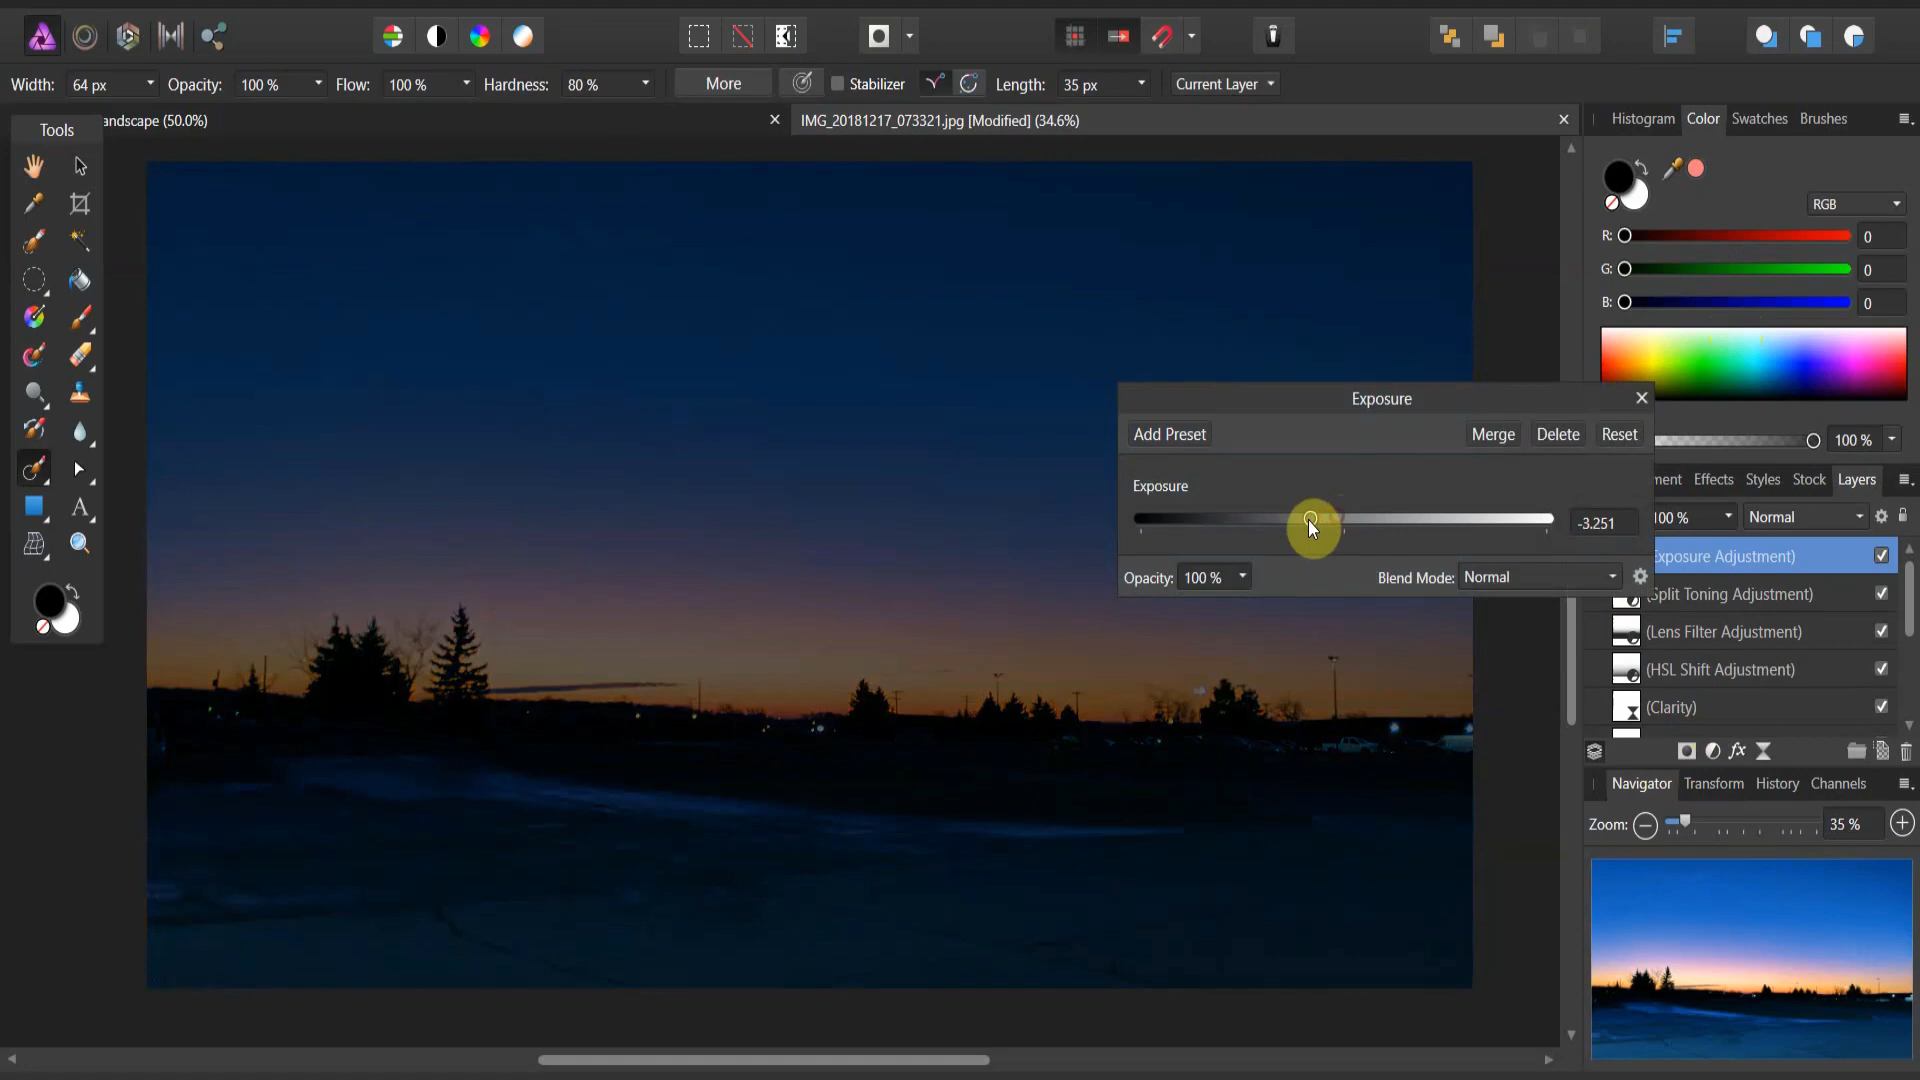 Width: 64 px Opacity: 100 % Flow: 100 % Hardness: 80 % More Stabilizer Length: 35 px Current Layer
andscape (50.0%)
IMG_20181217_073321.jpg [Modified] (34.6%)
Tools
Histogram Color Swatches Brushes
RGB
R: 0
G: 0
B: 0
100 %
Exposure
Add Preset Merge Delete Reset
Exposure
-3.251
Opacity: 100 % Blend Mode: Normal
ment Effects Styles Stock Layers
100 % Normal
Exposure Adjustment)
(Split Toning Adjustment)
(Lens Filter Adjustment)
(HSL Shift Adjustment)
(Clarity)
Navigator Transform History Channels
Zoom: 35 %